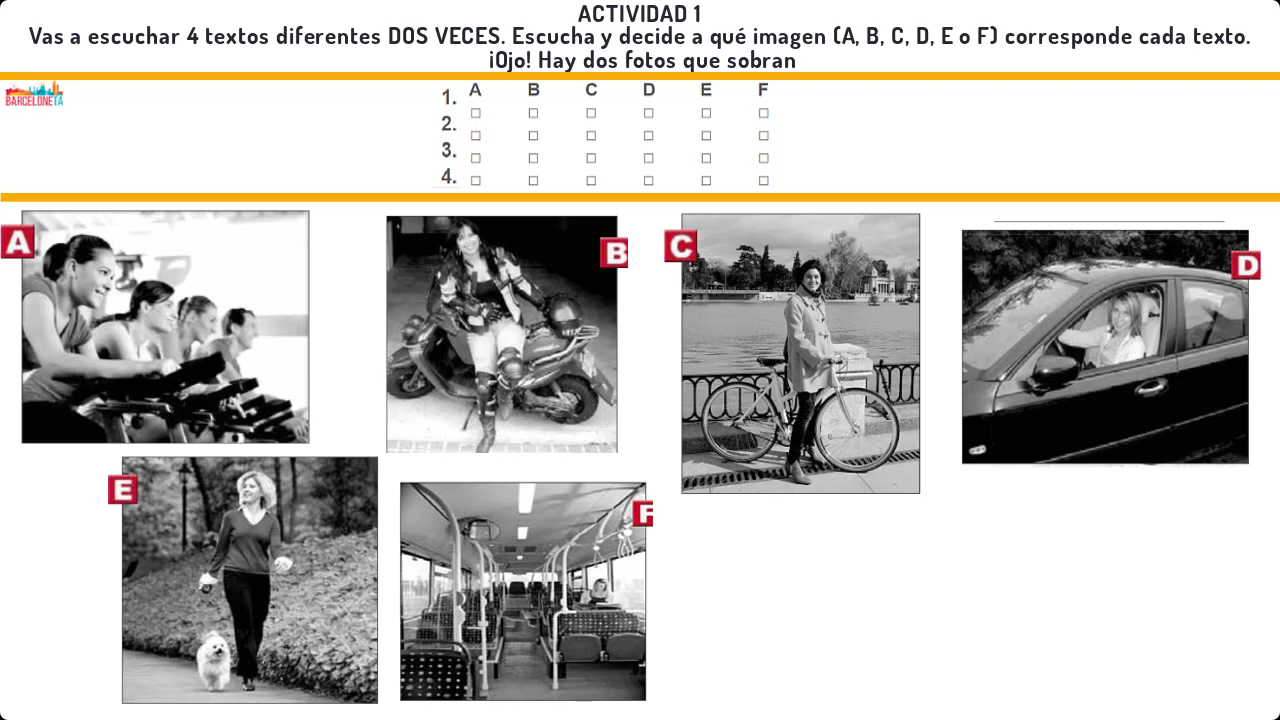 ACTIVIDAD 1
Vas a escuchar 4 textos diferentes DOS VECES. Escucha y decide a qué imagen (A, B, C, D, E o F) corresponde cada texto.
¡Ojo! Hay dos fotos que sobran
BARCELONETA
A B C D E F
1.
2.
3.
4.
A
B
C
D
E
F